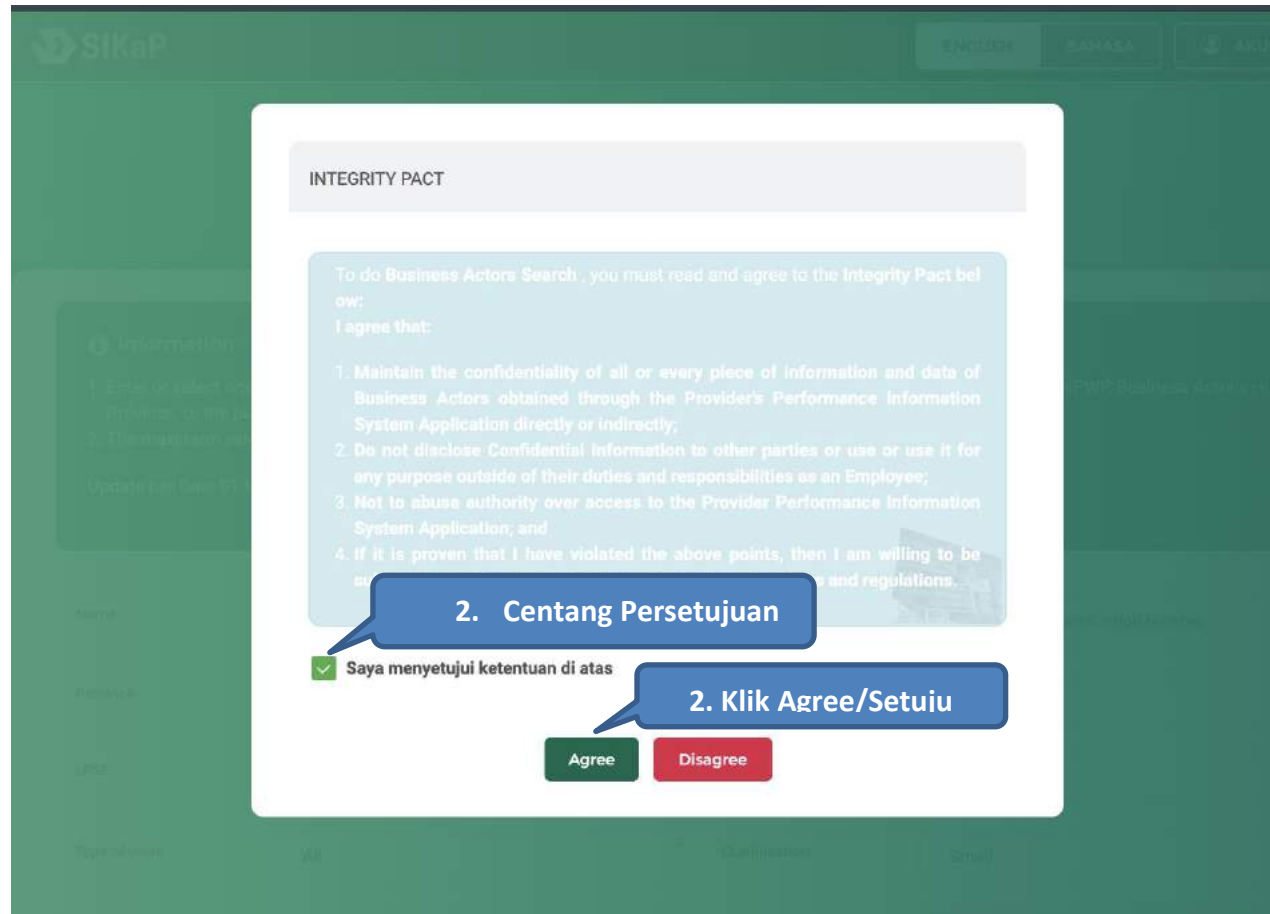 SIKaP
ENGLISH
BAHASA
AKU
INTEGRITY PACT
To do Business Actors Search , you must read and agree to the Integrity Pact bel
ow:
I agree that:
1. Maintain the confidentiality of all or every piece of information and data of
Business Actors obtained through the Provider's Performance Information
System Application directly or indirectly;
2. Do not disclose Confidential Information to other parties or use or use it for
any purpose outside of their duties and responsibilities as an Employee;
3. Not to abuse authority over access to the Provider Performance Information
System Application; and
4. If it is proven that I have violated the above points, then I am willing to be
and regulations.
2. Centang Persetujuan
Saya menyetujui ketentuan di atas
2. Klik Agree/Setuju
Agree
Disagree
Information
1. Enter or select
Name
All
Small